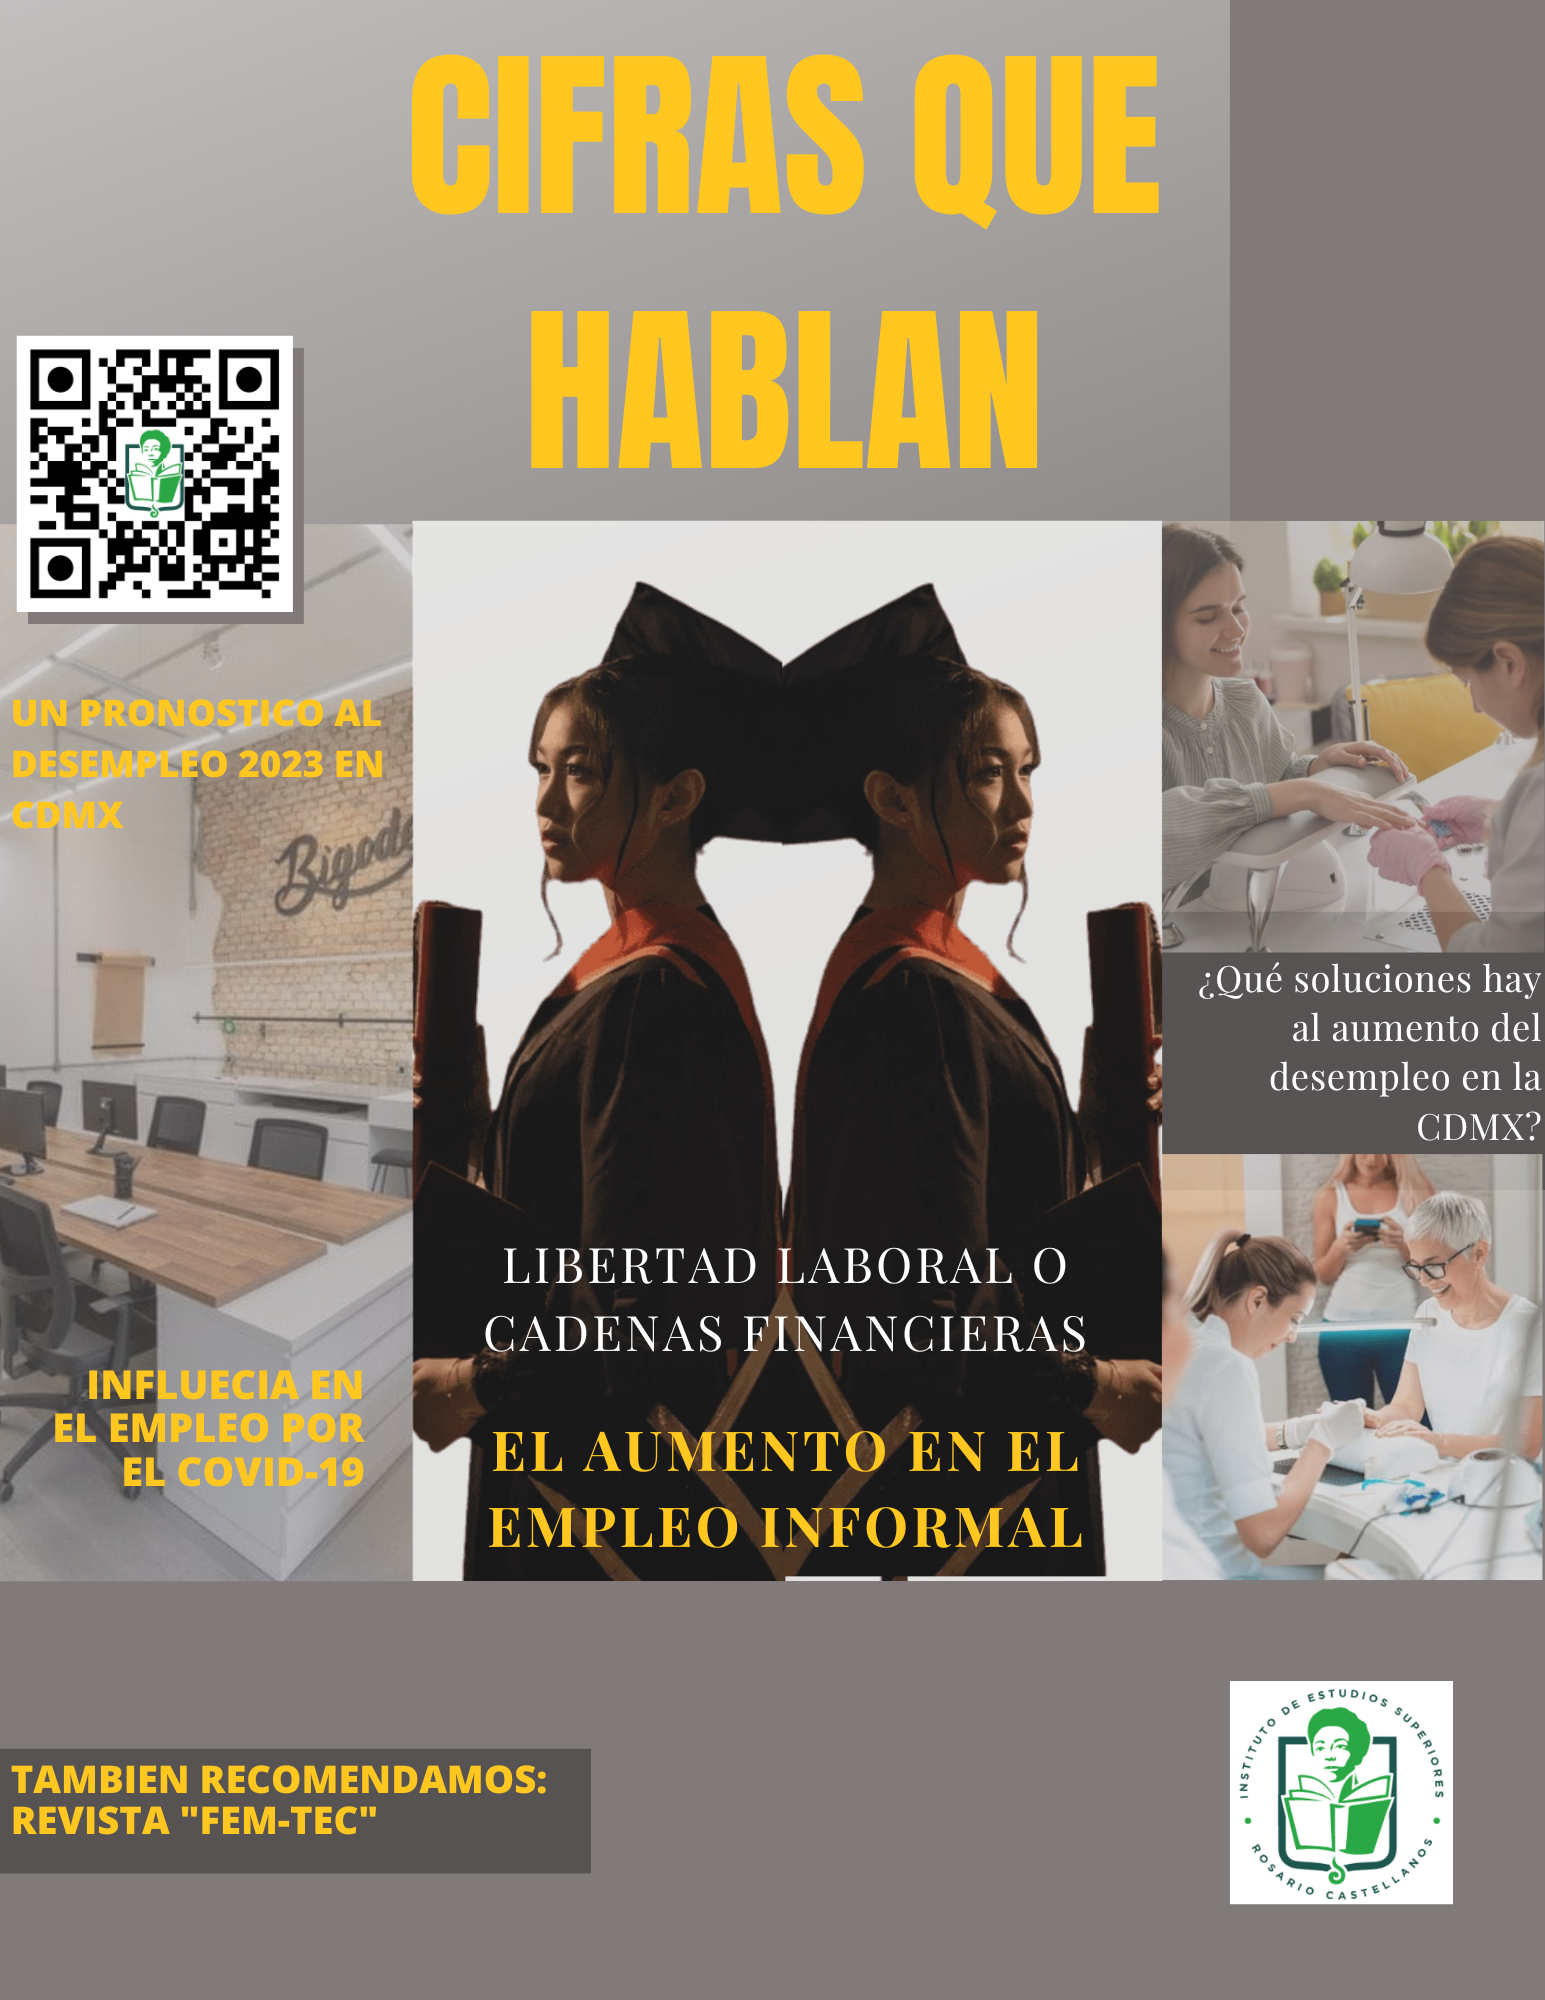 CIFRAS QUE
HABLAN
UN PRONOSTICO AL
DESEMPLEO 2023 EN
CDMX
Bigode
¿Qué soluciones hay
al aumento del
desempleo en la
CDMX?
LIBERTAD LABORAL O
CADENAS FINANCIERAS
EL AUMENTO EN EL
EMPLEO INFORMAL
INFLUECIA EN
EL EMPLEO POR
EL COVID-19
TAMBIEN RECOMENDAMOS:
REVISTA "FEM-TEC"
INSTITUTO DE ESTUDIOS SUPERIORES
ROSARIO CASTELLANOS